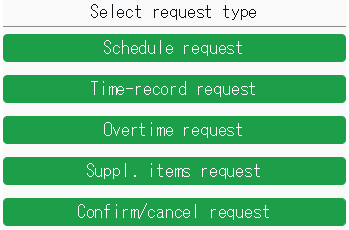 Select request type
Schedule request
Time-record request
Overtime request
Suppl. items request
Confirm/cancel request